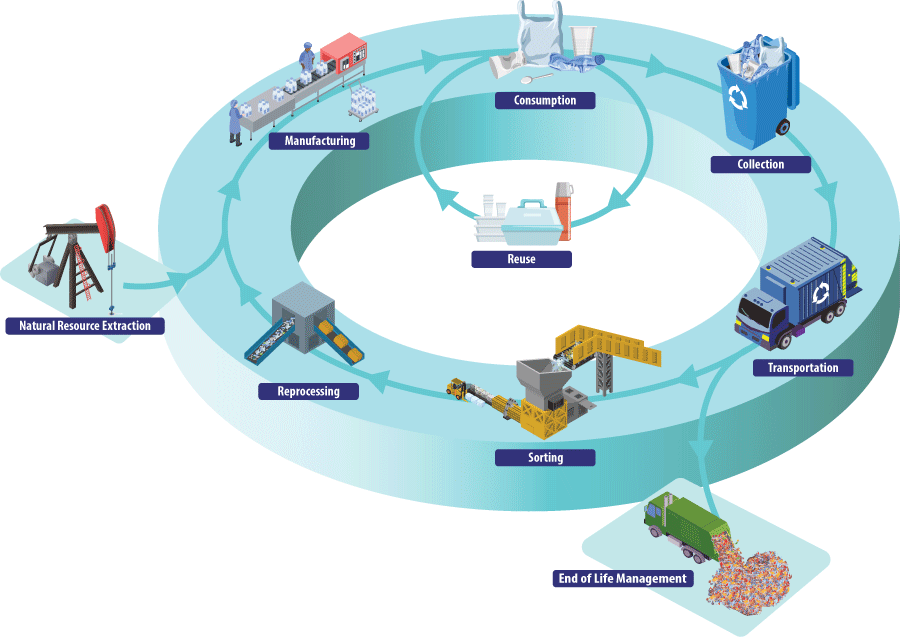 Consumption
Manufacturing
Collection
Reuse
Natural Resource Extraction
Transportation
Reprocessing
Sorting
End of Life Management